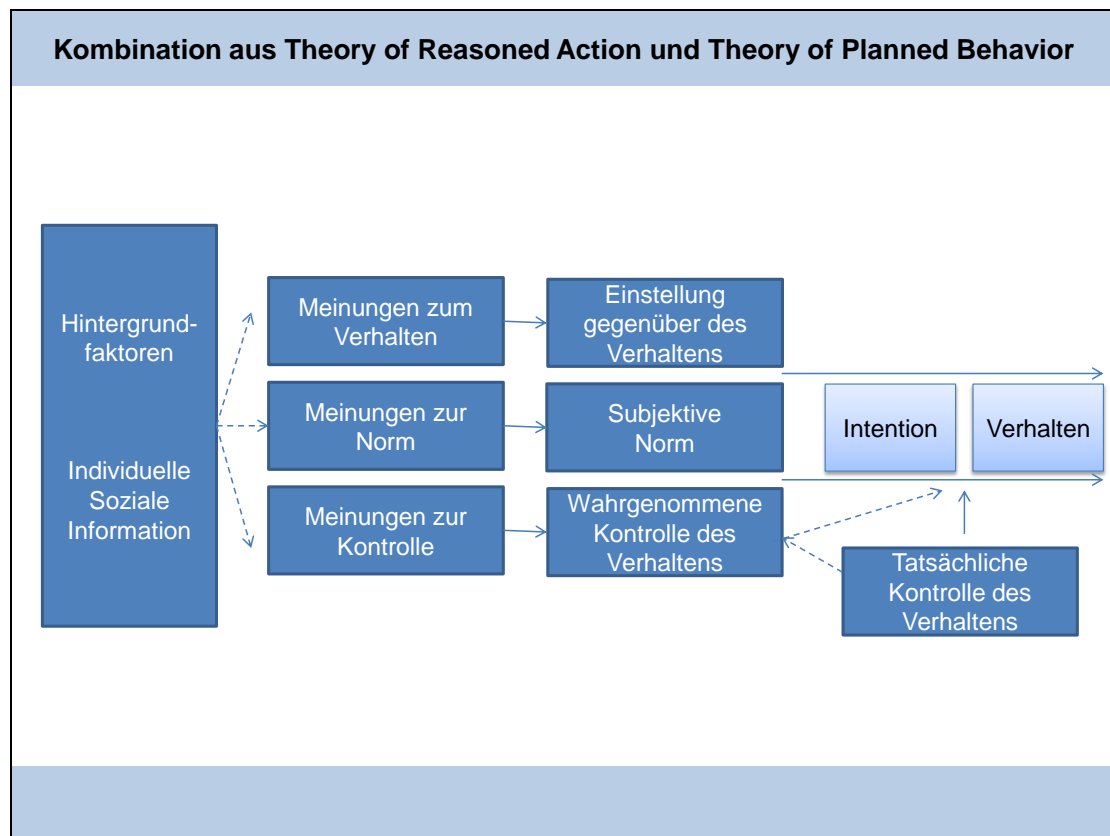 Kombination aus Theory of Reasoned Action und Theory of Planned Behavior
Hintergrund-
faktoren
Individuelle
Soziale
Information
Meinungen zum
Verhalten
Meinungen zur
Norm
Meinungen zur
Kontrolle
Einstellung
gegenüber des
Verhaltens
Subjektive
Norm
Wahrgenommene
Kontrolle des
Verhaltens
Intention
Verhalten
Tatsächliche
Kontrolle des
Verhaltens